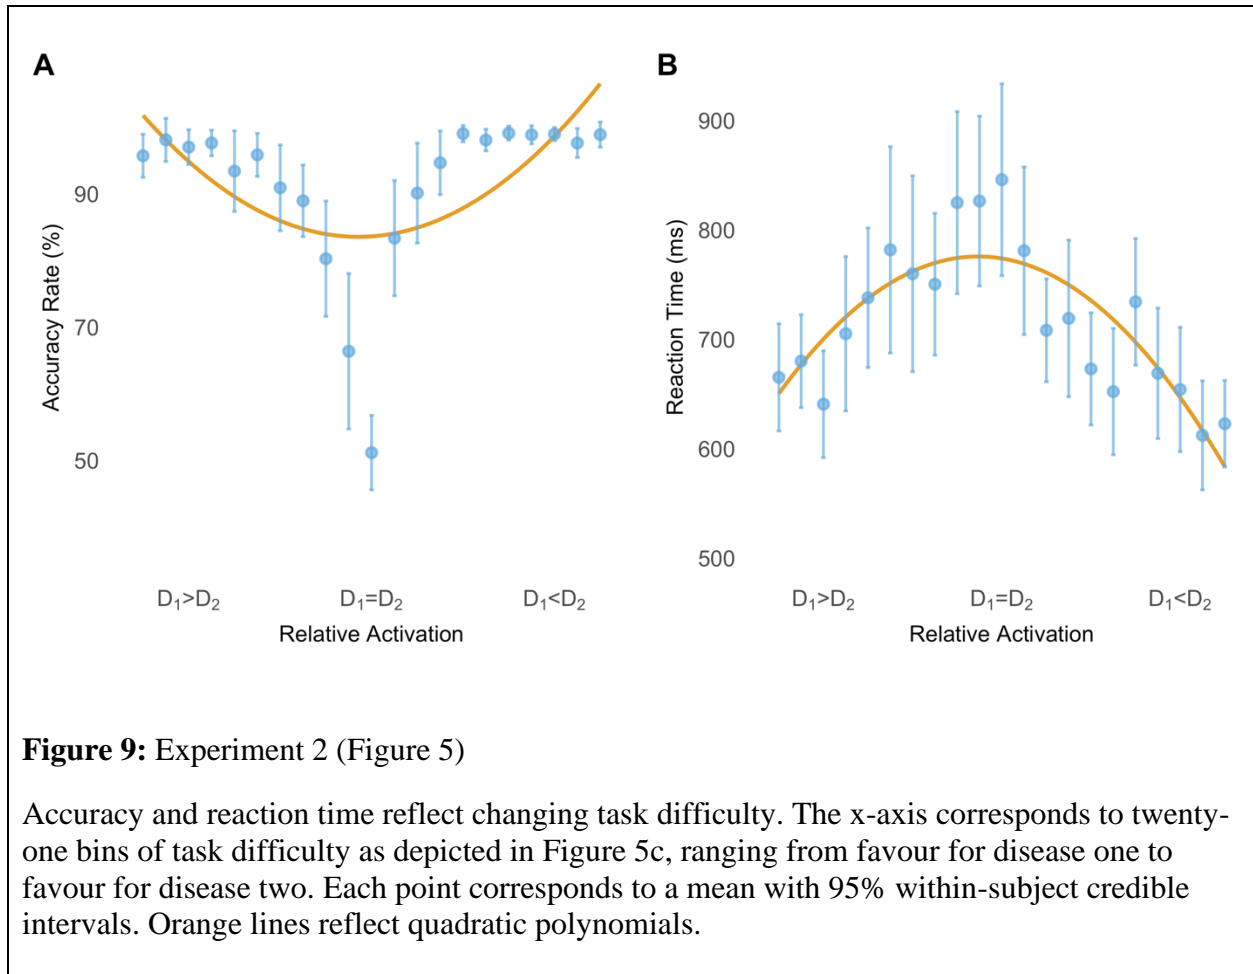 A
B
Accuracy Rate (%)
90
70
50
D₁>D₂ D₁=D₂ D₁<D₂
Relative Activation
Reaction Time (ms)
900
800
700
600
500
D₁>D₂ D₁=D₂ D₁<D₂
Relative Activation
Figure 9: Experiment 2 (Figure 5)
Accuracy and reaction time reflect changing task difficulty. The x-axis corresponds to twenty-
one bins of task difficulty as depicted in Figure 5c, ranging from favour for disease one to
favour for disease two. Each point corresponds to a mean with 95% within-subject credible
intervals. Orange lines reflect quadratic polynomials.